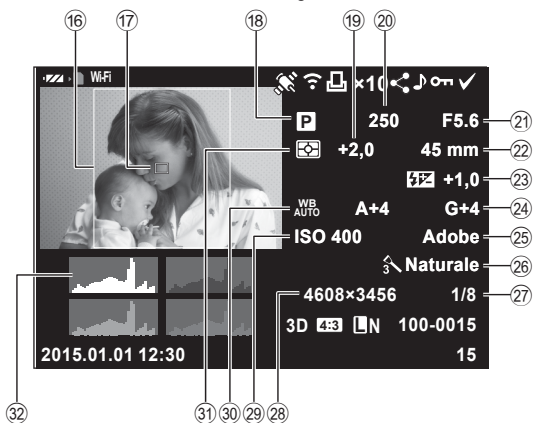 ⑯ ⑰ ⑱ ⑲ ⑳
Wi-Fi ×10
P 250 F5.6 ㉑
+2,0 45 mm ㉒
+1,0 ㉓
WB AUTO A+4 G+4 ㉔
ISO 400 Adobe ㉕
3 Naturale ㉖
4608×3456 1/8 ㉗
3D 4:3 LN 100-0015
2015.01.01 12:30 15
㉜ ㉛ ㉚ ㉙ ㉘